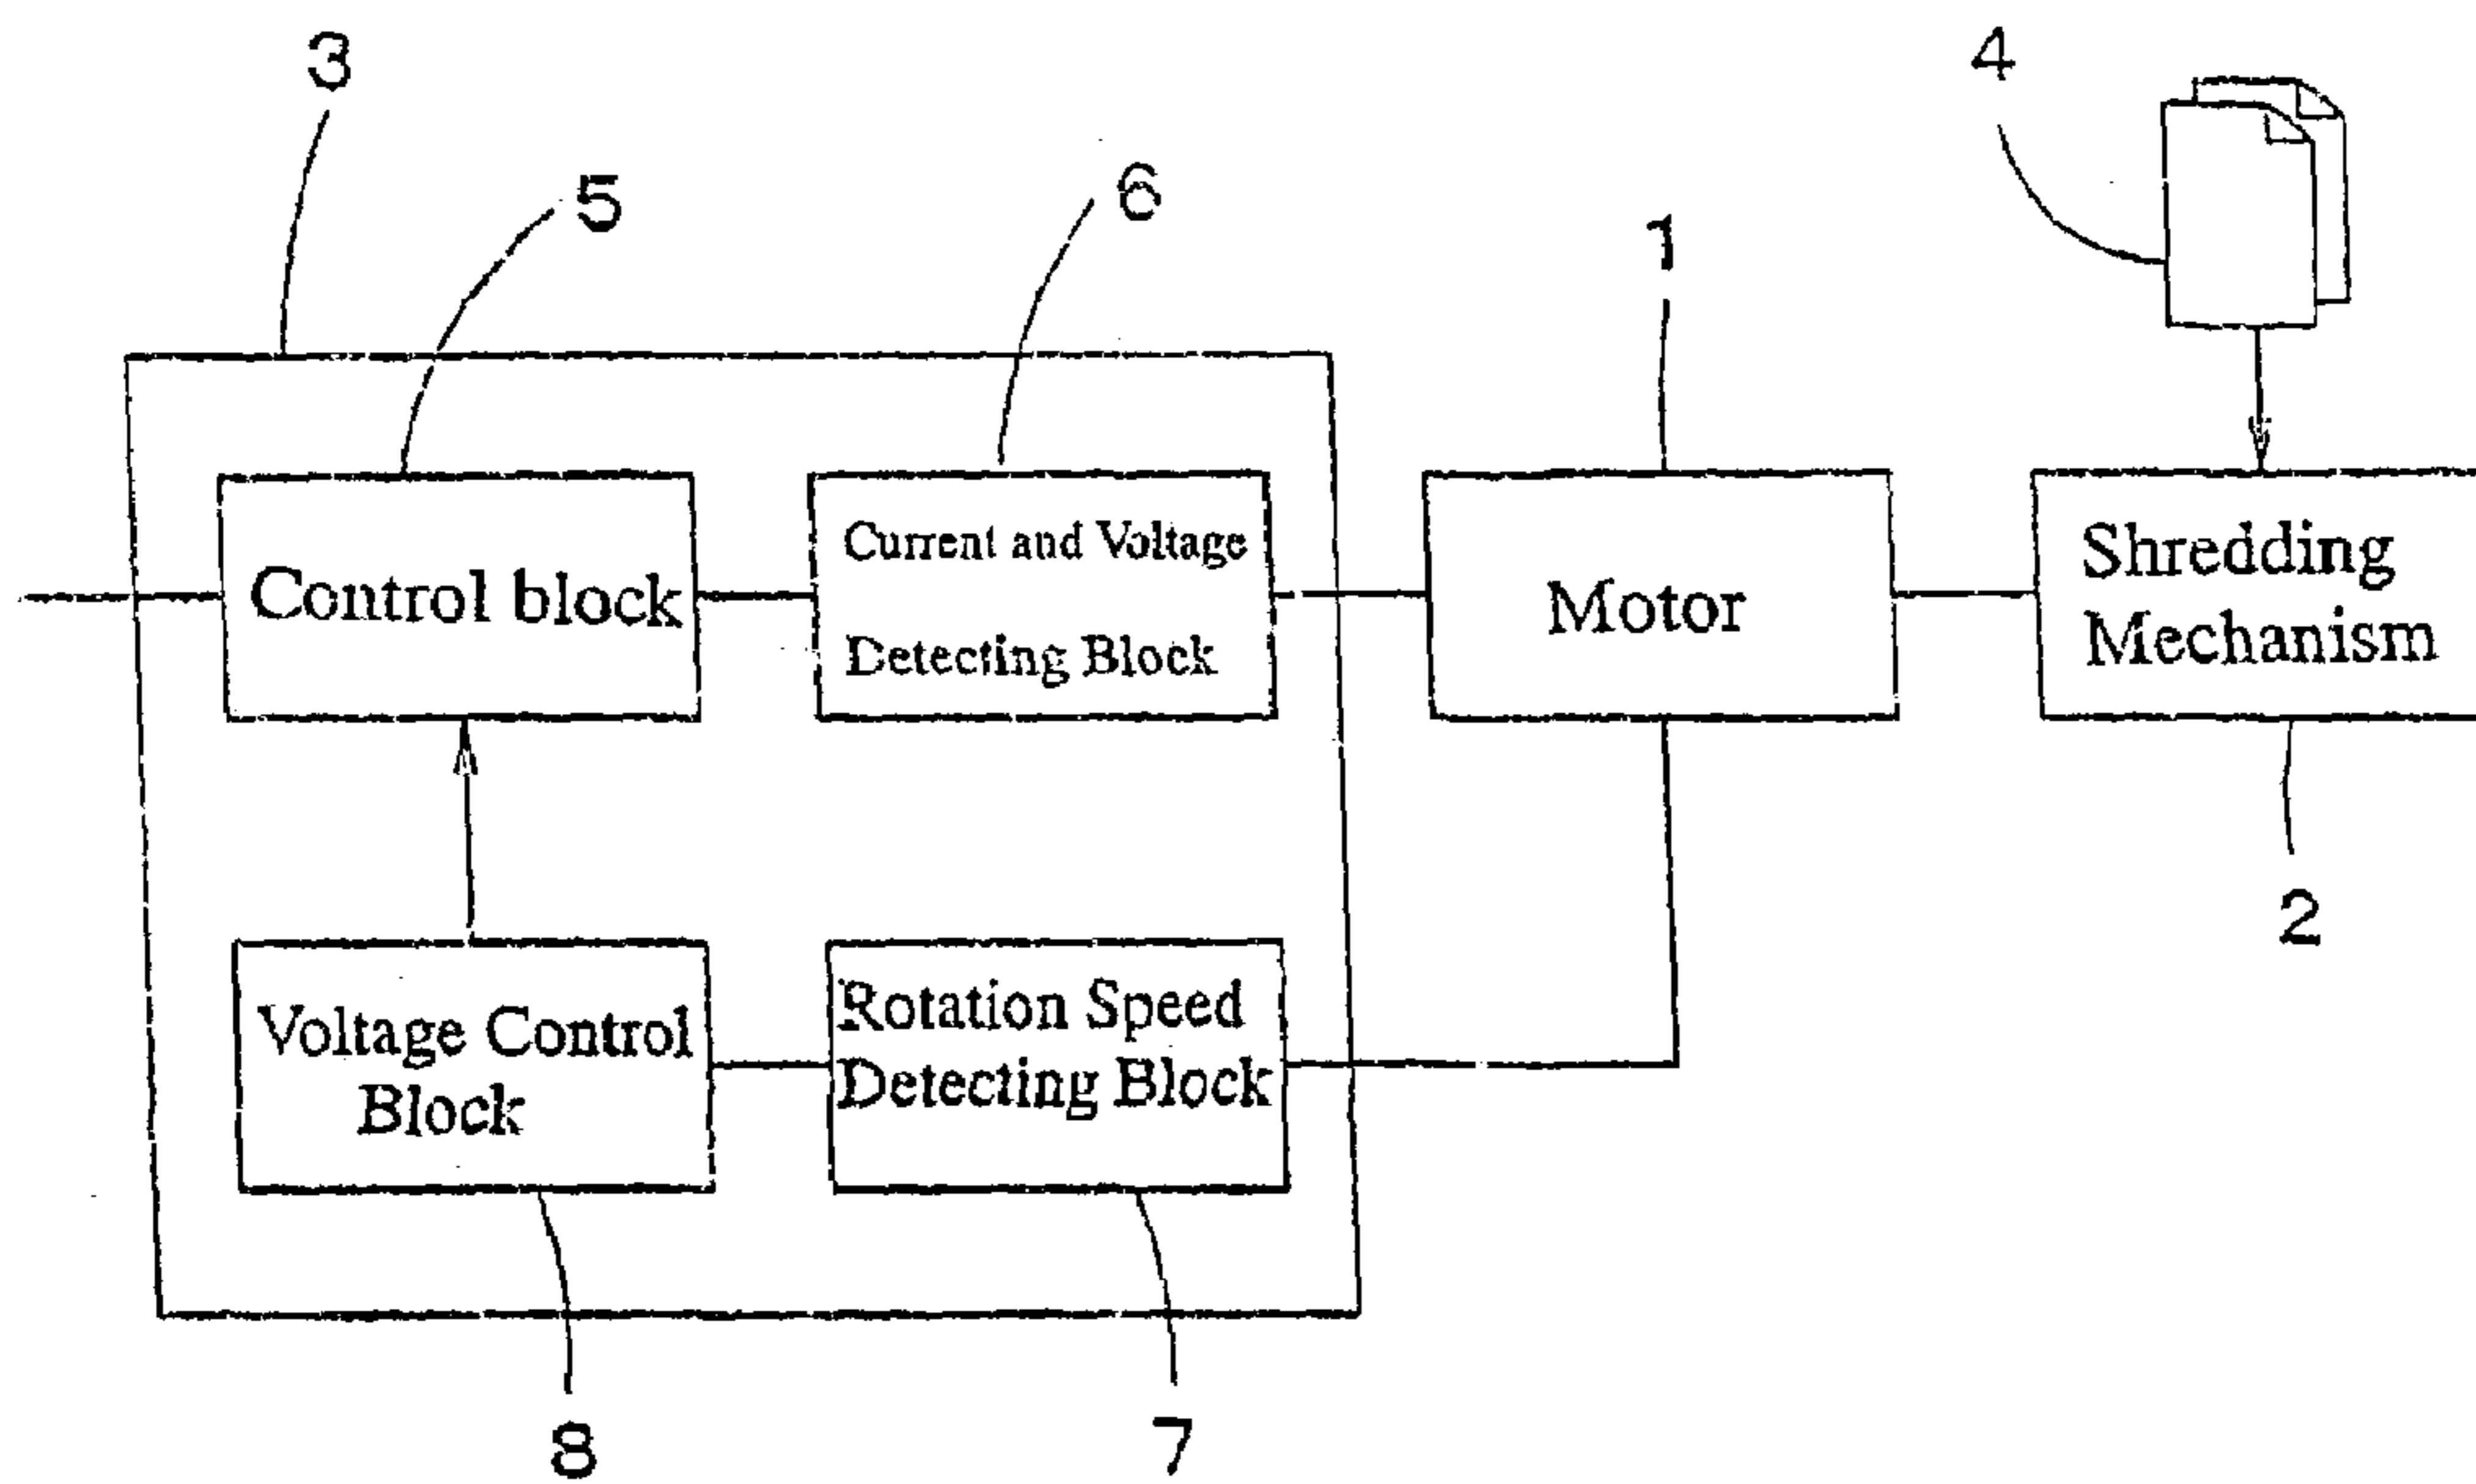 3
4
5
6
1
Control block
Current and Voltage
Detecting Block
Motor
Shredding
Mechanism
2
Voltage Control
Block
Rotation Speed
Detecting Block
8
7